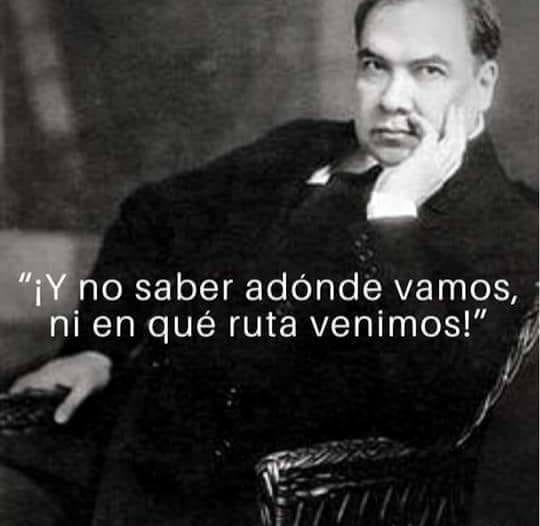 “¡Y no saber adónde vamos,
ni en qué ruta venimos!”